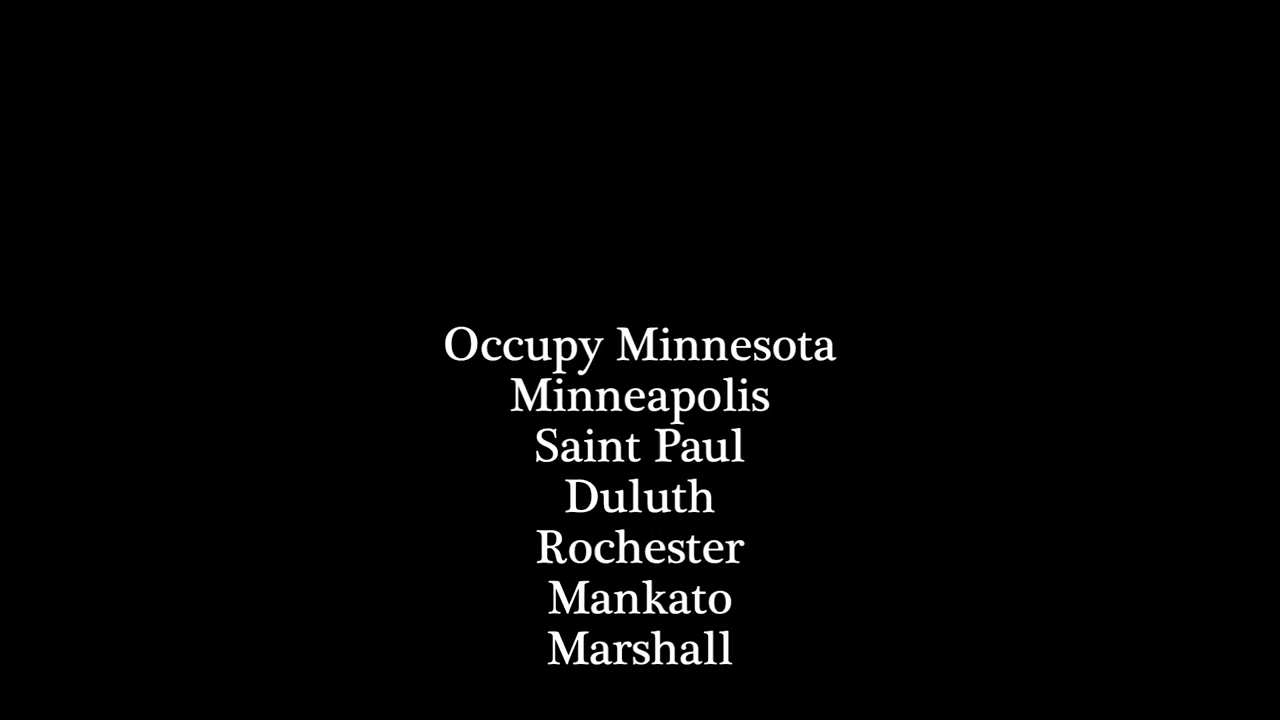 Occupy Minnesota
Minneapolis
Saint Paul
Duluth
Rochester
Mankato
Marshall